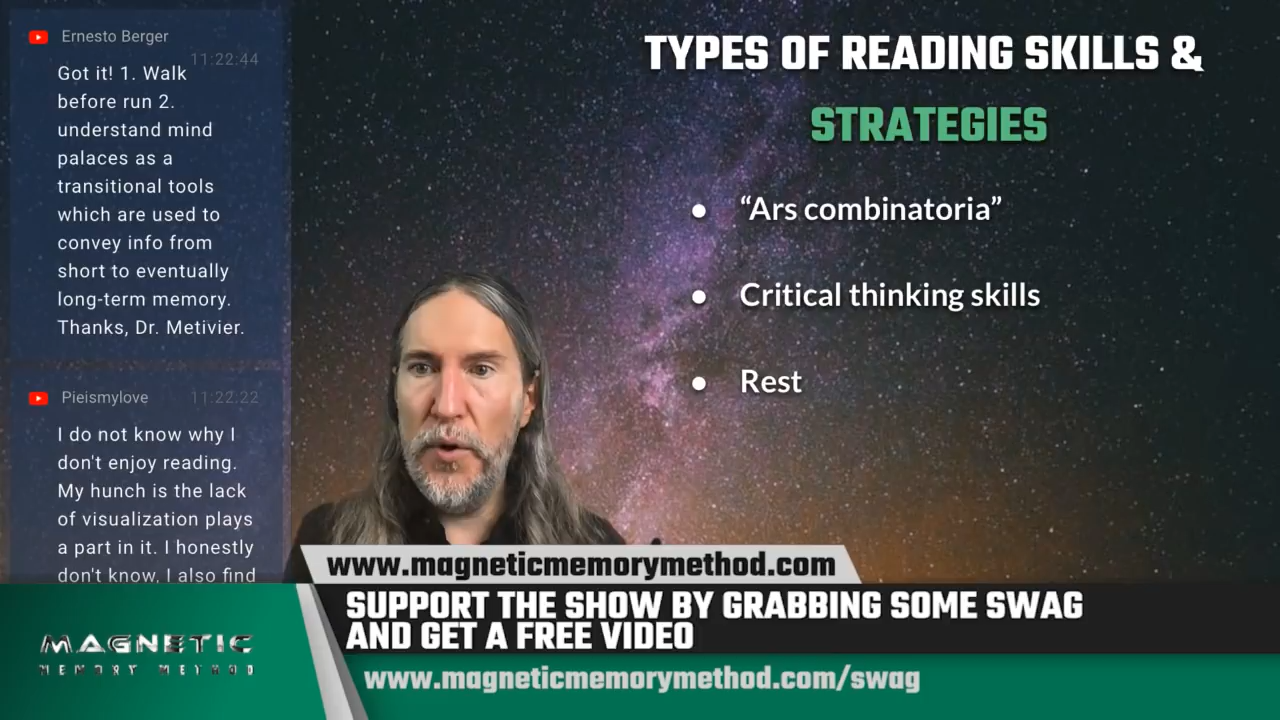 Ernesto Berger
11:22:44
Got it! 1. Walk
before run 2.
understand mind
palaces as a
transitional tools
which are used to
convey info from
short to eventually
long-term memory.
Thanks, Dr. Metivier.
Pieismylove 11:22:22
I do not know why I
don't enjoy reading.
My hunch is the lack
of visualization plays
a part in it. I honestly
don't know, I also find
TYPES OF READING SKILLS &
STRATEGIES
• “Ars combinatoria”
• Critical thinking skills
• Rest
www.magneticmemorymethod.com
SUPPORT THE SHOW BY GRABBING SOME SWAG
AND GET A FREE VIDEO
www.magneticmemorymethod.com/swag
MAGNETIC
MEMORY METHOD